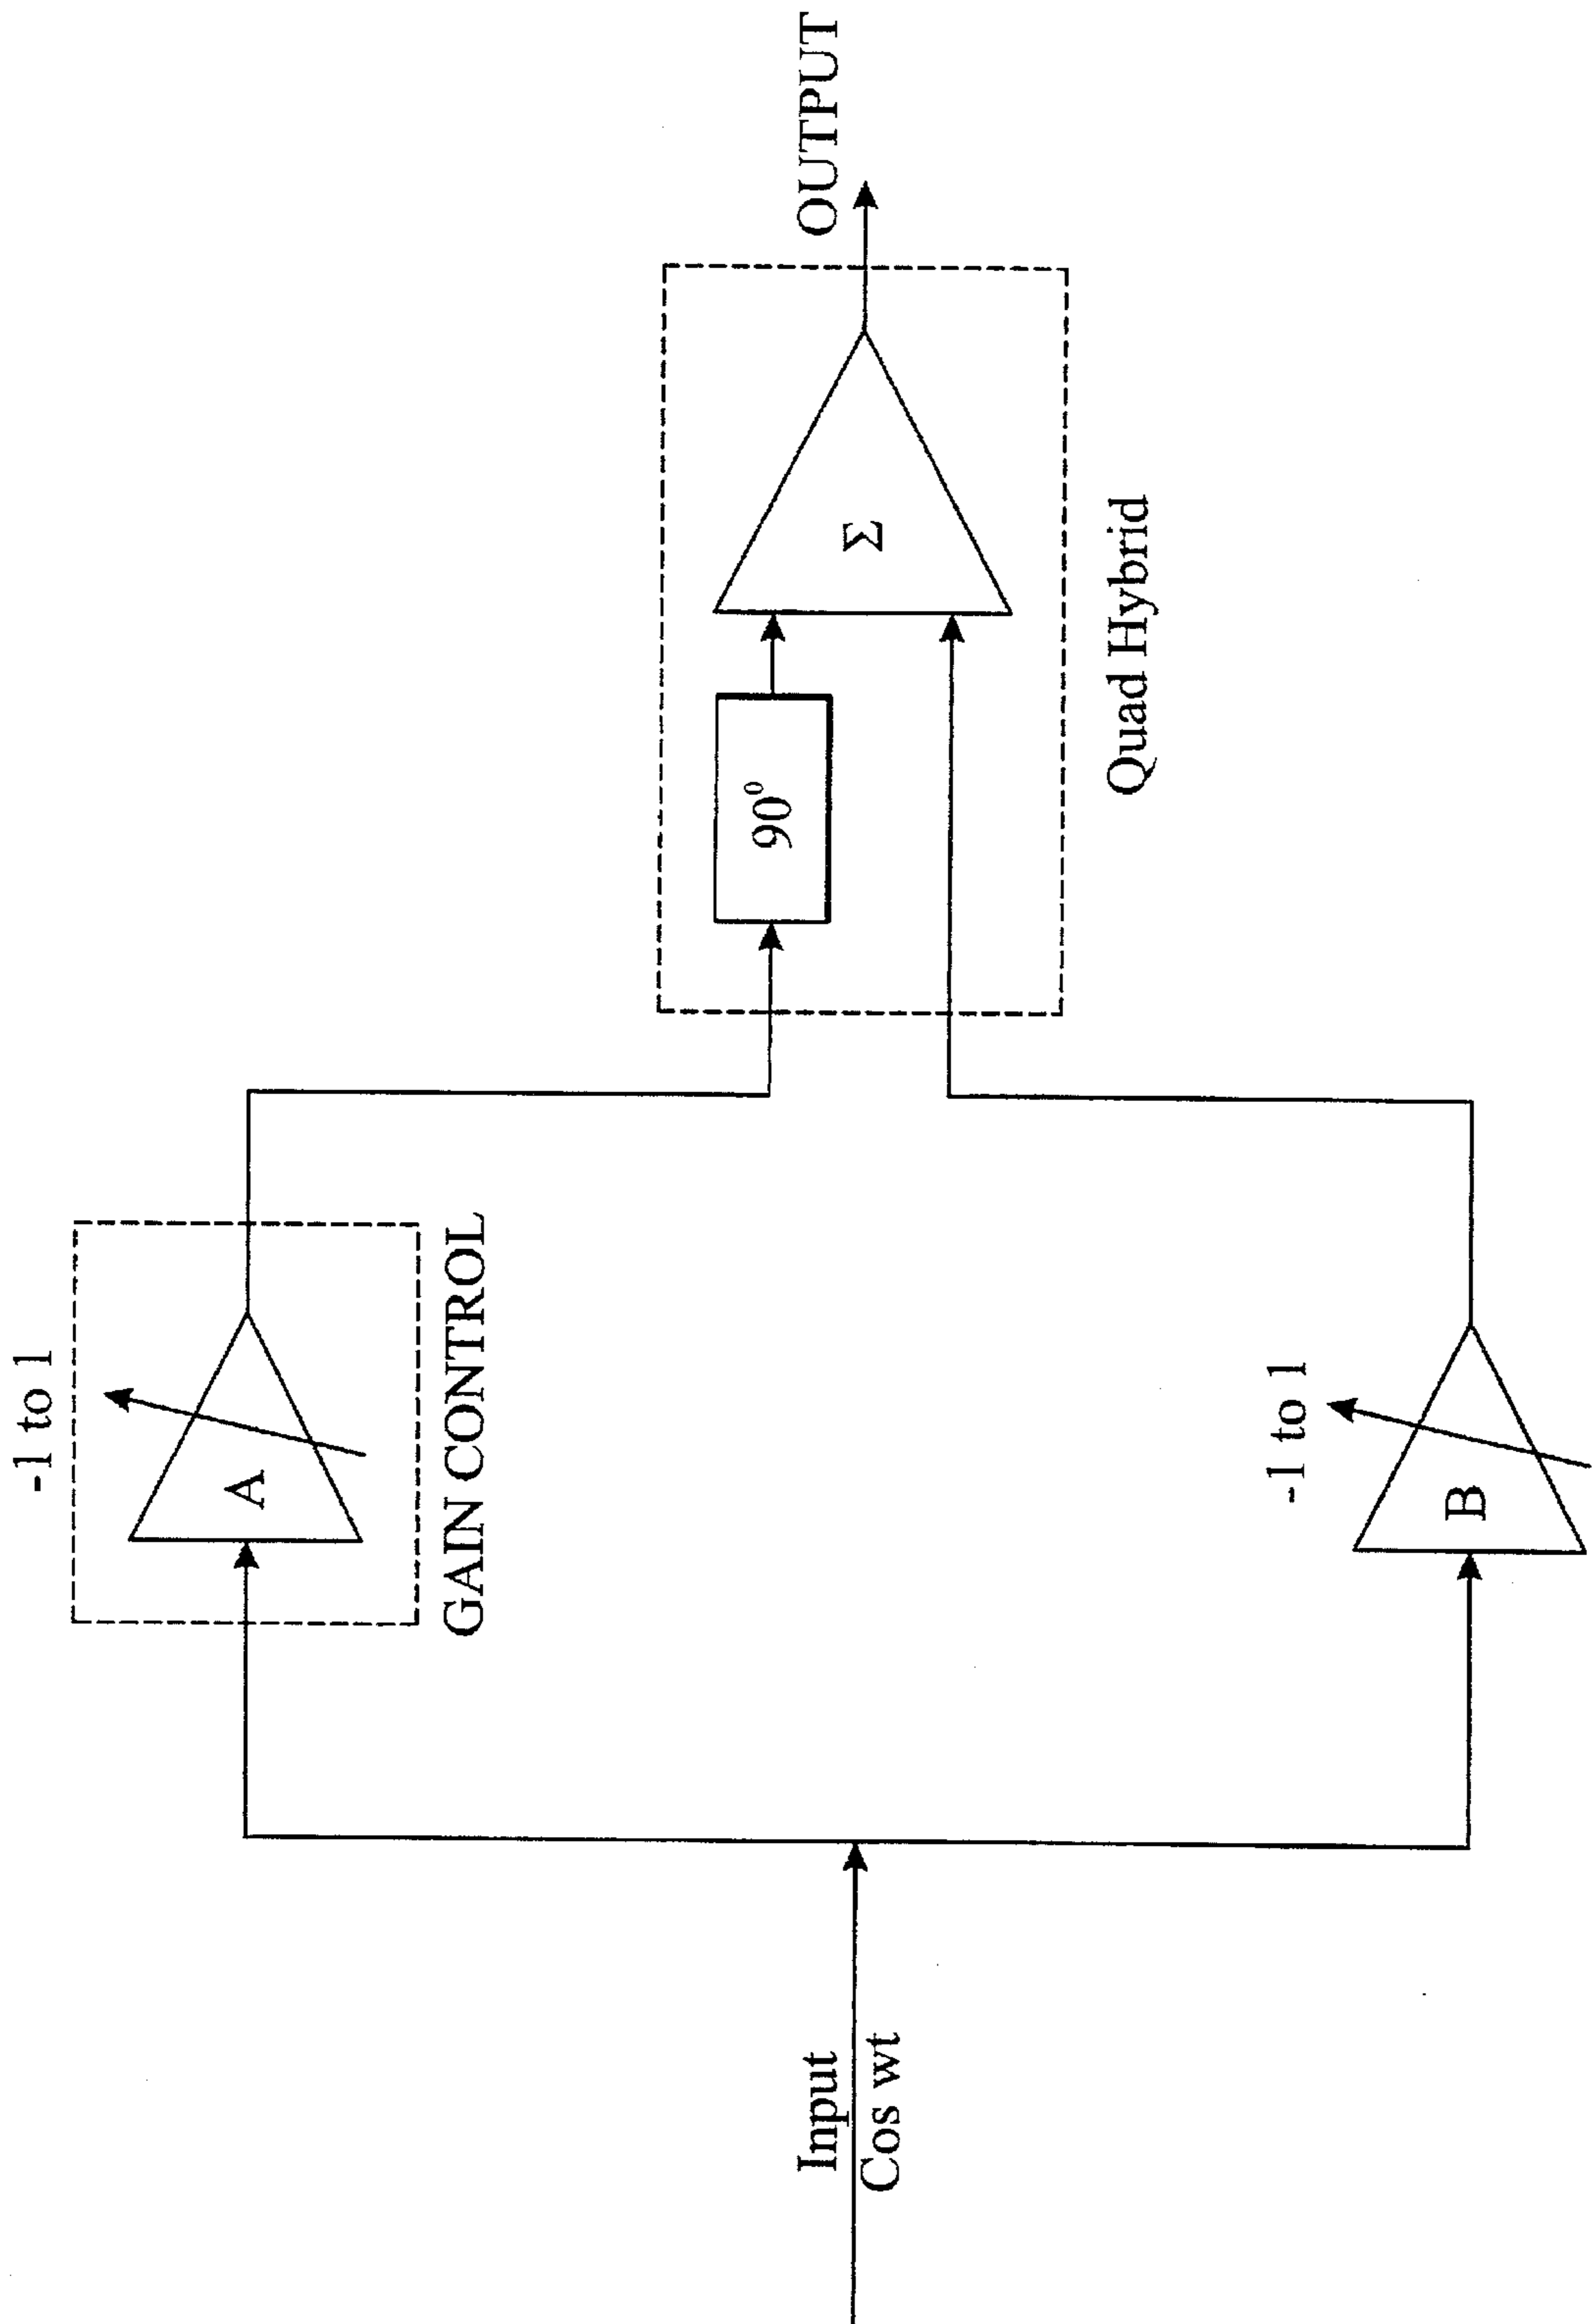 -1 to 1
A
GAIN CONTROL
Input
Cos wt
90°
Σ
OUTPUT
Quad Hybrid
-1 to 1
B